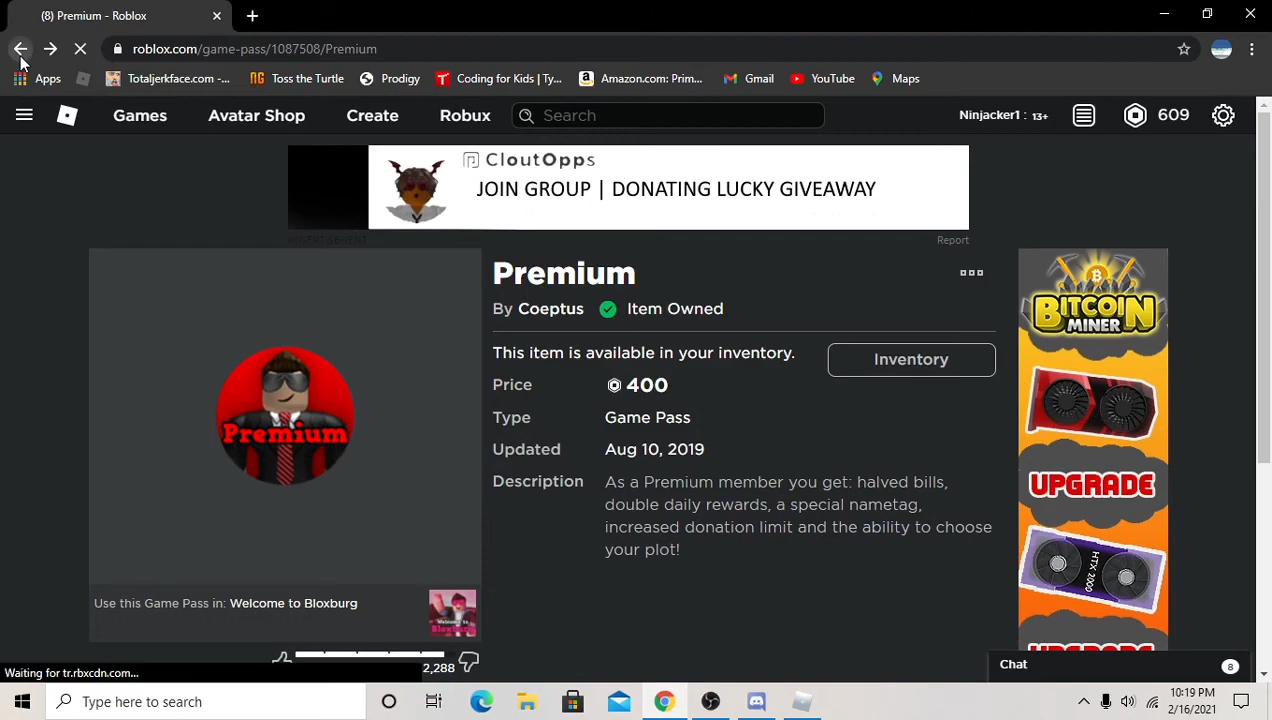 (8) Premium - Roblox
roblox.com/game-pass/1087508/Premium
Apps
Totaljerkface.com -...
Toss the Turtle
Prodigy
Coding for Kids | Ty...
Amazon.com: Prim...
Gmail
YouTube
Maps
Games
Avatar Shop
Create
Robux
Search
Ninjacker1 : 13+
609
CloutOpps
JOIN GROUP | DONATING LUCKY GIVEAWAY
ADVERTISEMENT
Report
Premium
By Coeptus
Item Owned
This item is available in your inventory.
Inventory
Price
400
Type
Game Pass
Updated
Aug 10, 2019
Description
As a Premium member you get: halved bills,
double daily rewards, a special nametag,
increased donation limit and the ability to choose
your plot!
Premium
Use this Game Pass in: Welcome to Bloxburg
Welcome to
Bloxburg
2,288
BITCOIN
MINER
UPGRADE
HTX 2000
Chat
8
Waiting for tr.rbxcdn.com...
Type here to search
10:19 PM
2/16/2021